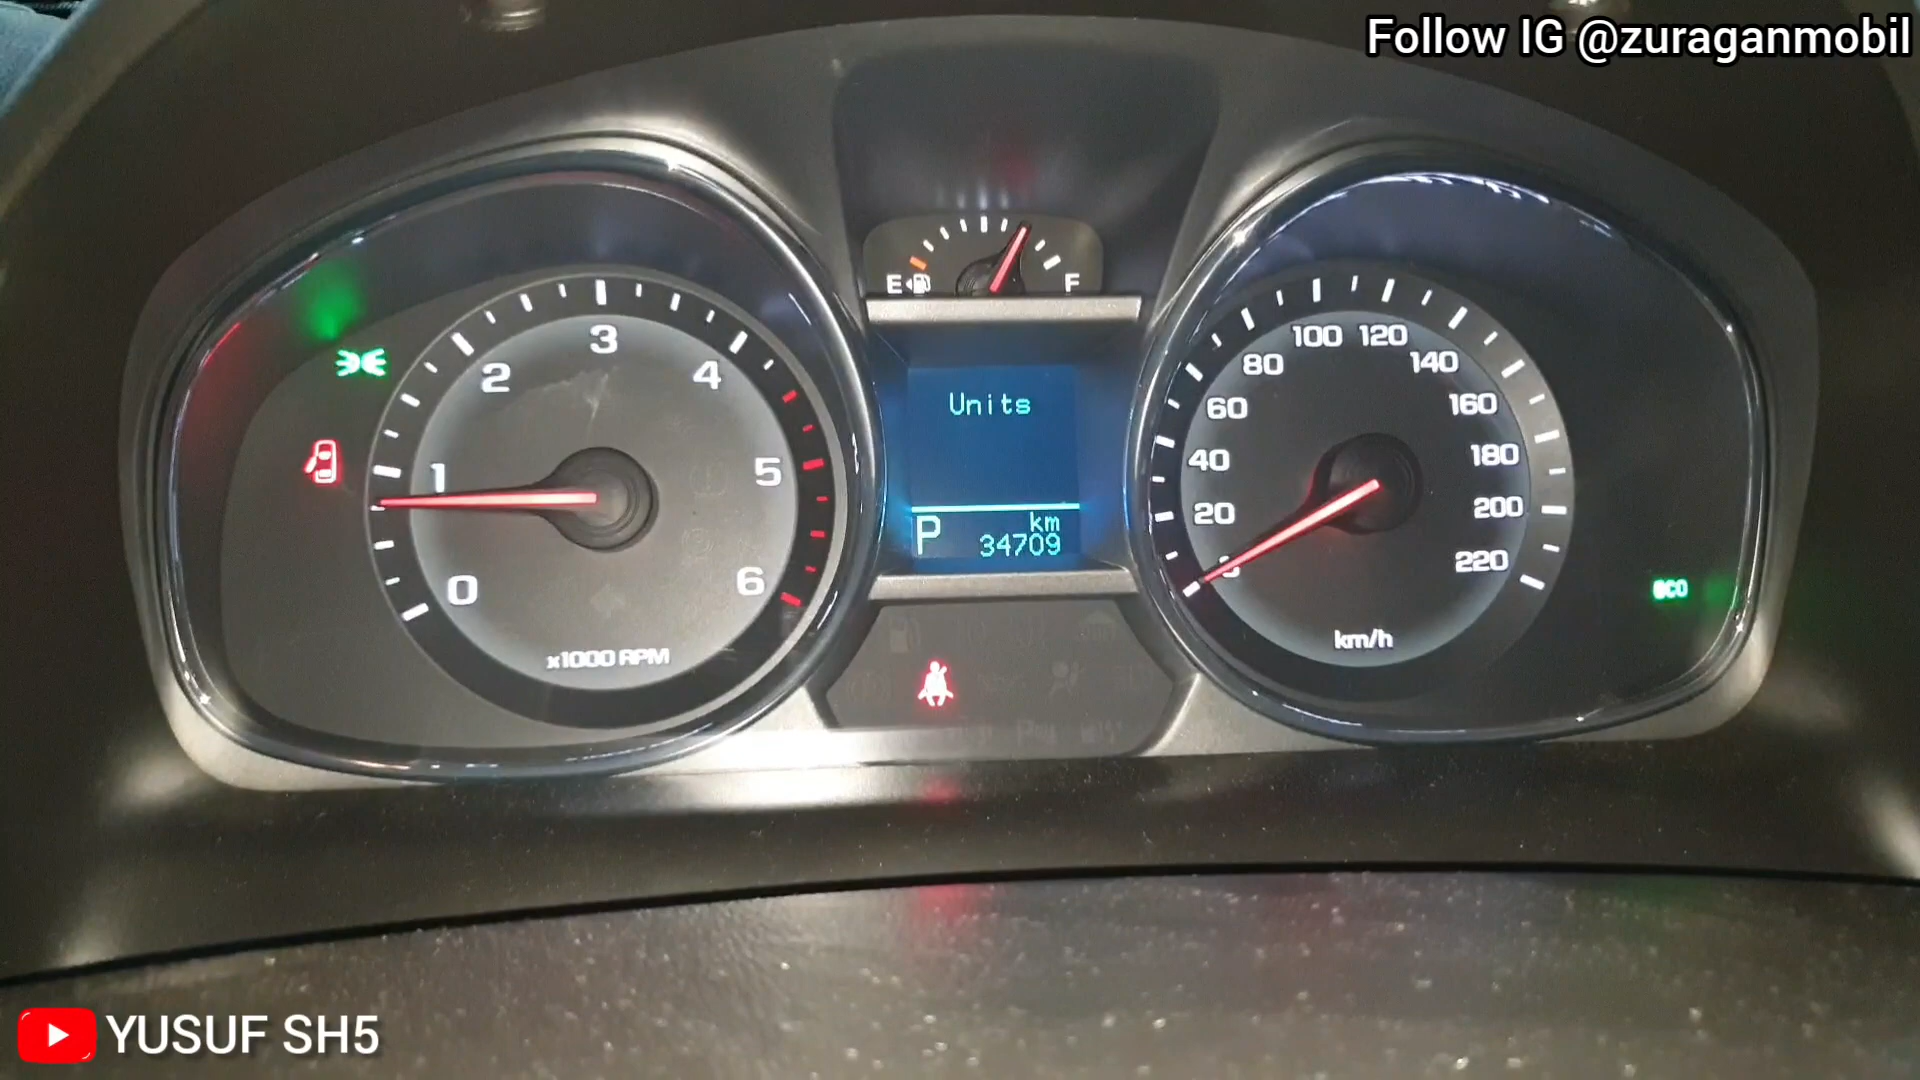 Follow IG @zuraganmobil
E F
0 1 2 3 4 5 6
x1000 RPM
Units
P km
34709
20 40 60 80 100 120 140 160 180 200 220
km/h
eco
YUSUF SH5